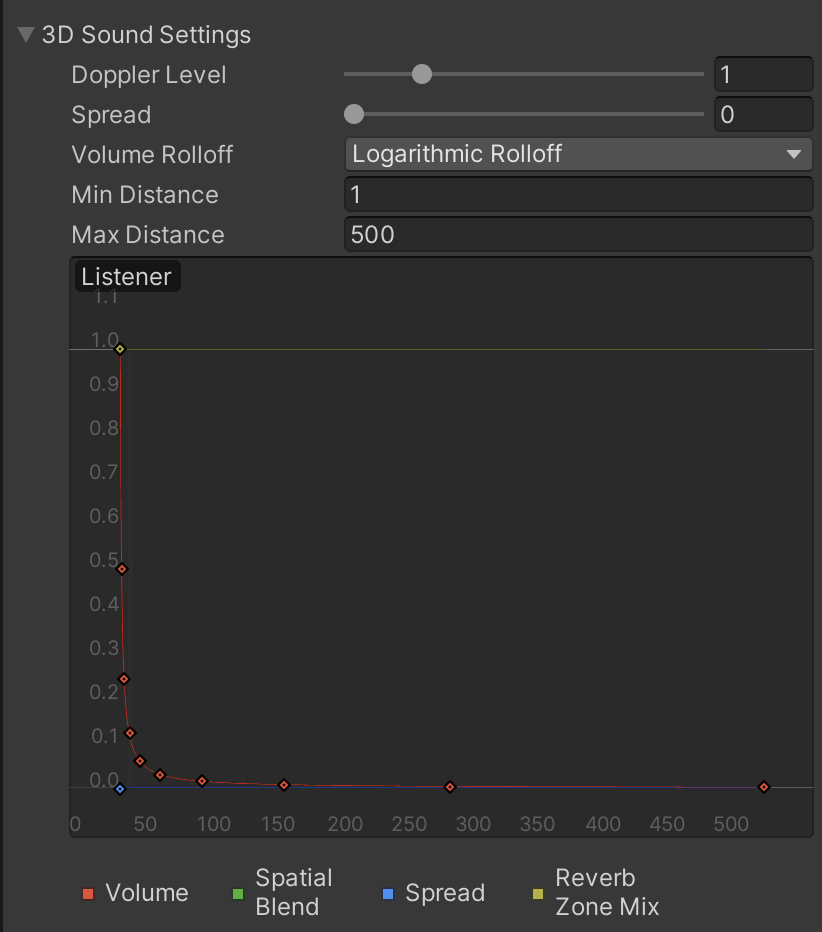 3D Sound Settings
Doppler Level 1
Spread 0
Volume Rolloff Logarithmic Rolloff
Min Distance 1
Max Distance 500
Listener
1.1
1.0
0.9
0.8
0.7
0.6
0.5
0.4
0.3
0.2
0.1
0.0
0 50 100 150 200 250 300 350 400 450 500
Volume
Spatial
Blend
Spread
Reverb
Zone Mix